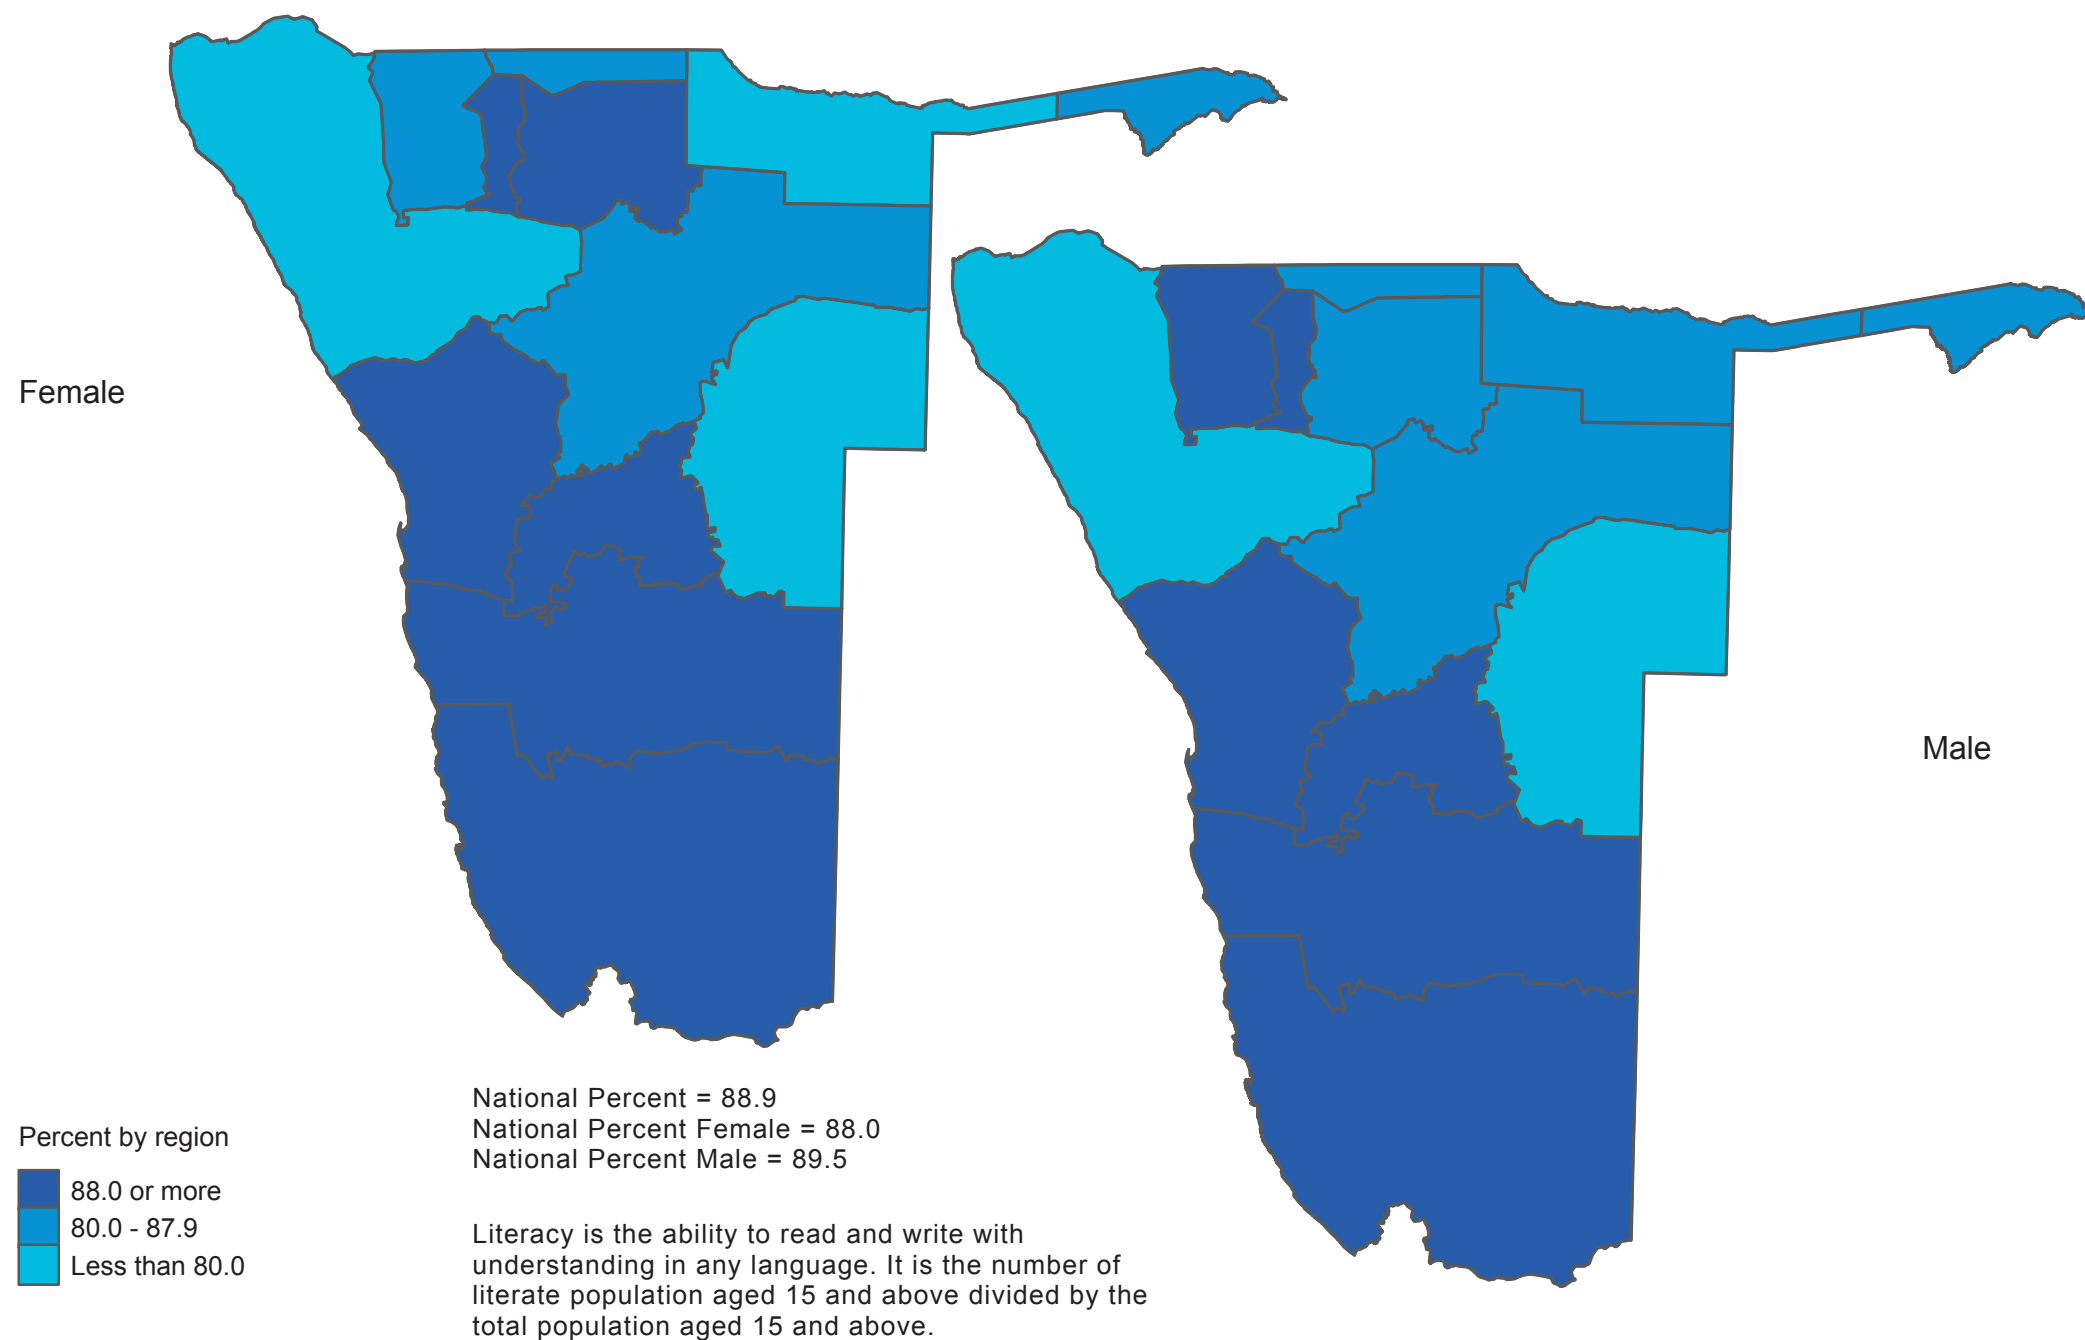 Female
Male
Percent by region
88.0 or more
80.0 - 87.9
Less than 80.0
National Percent = 88.9
National Percent Female = 88.0
National Percent Male = 89.5
Literacy is the ability to read and write with
understanding in any language. It is the number of
literate population aged 15 and above divided by the
total population aged 15 and above.